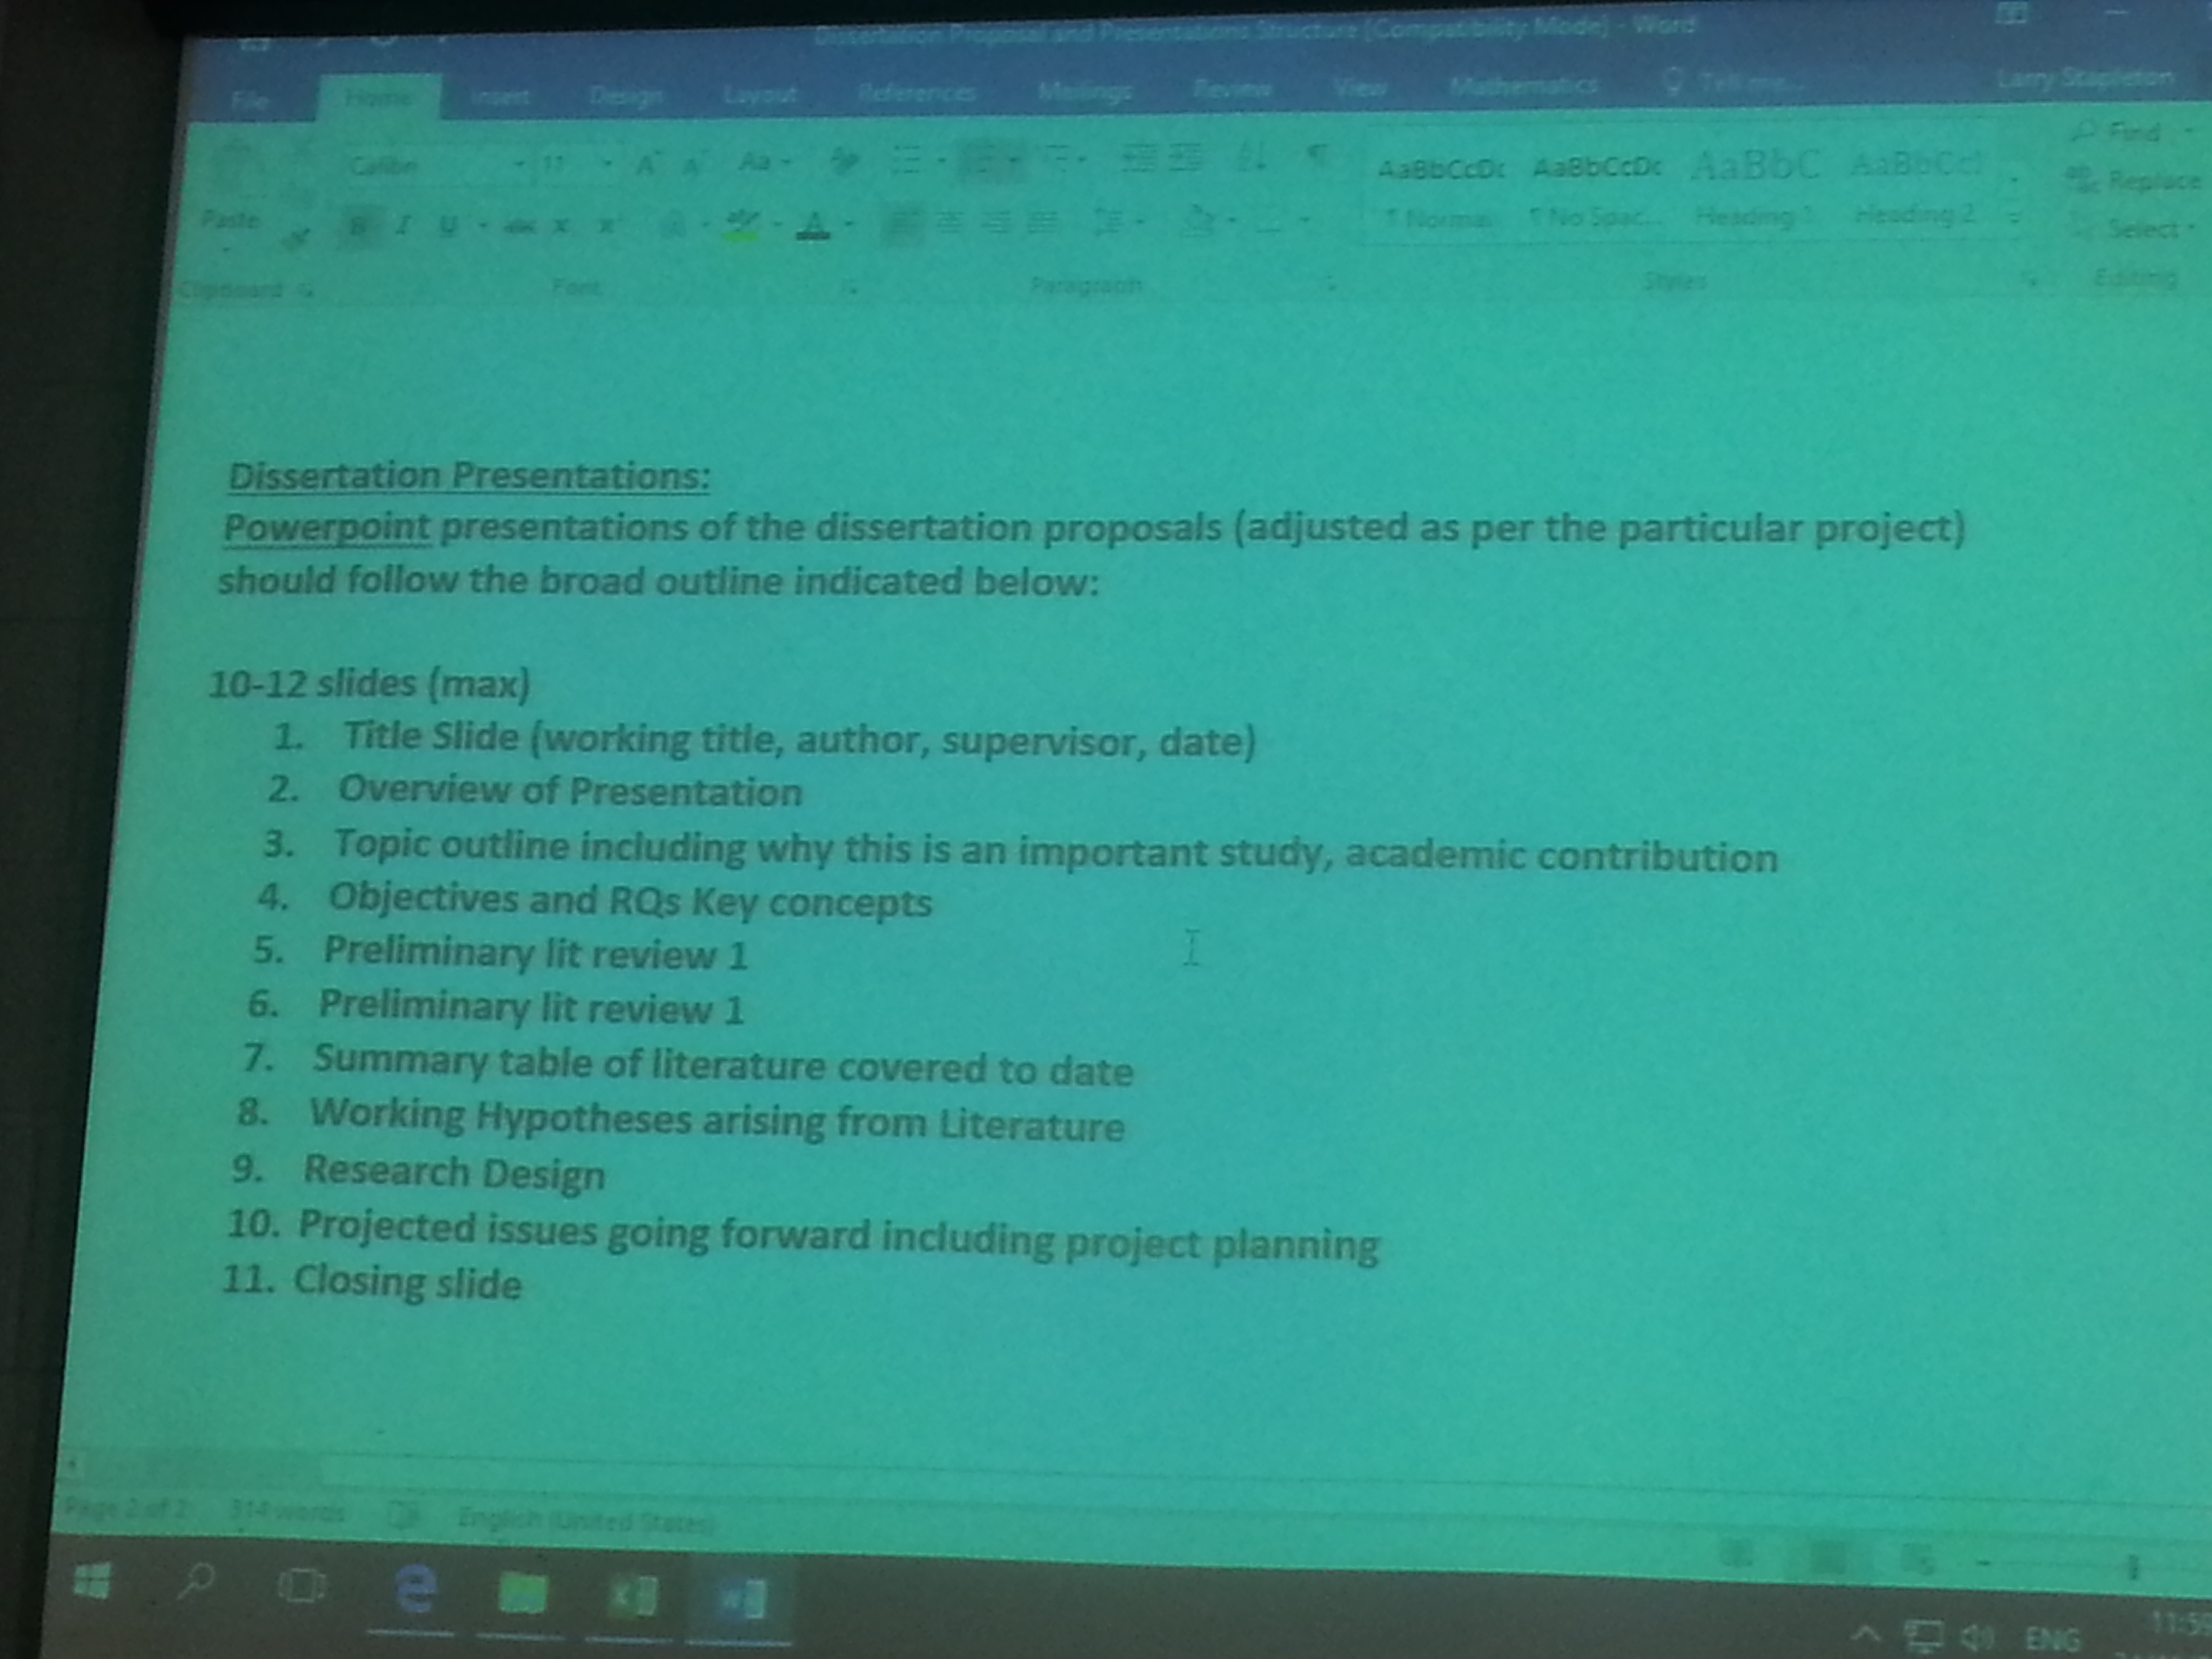 Dissertation Proposal and Presentations Structure [Compatibility Mode] - Word
File Home Insert Design Layout References Mailings Review View Mathematics Tell me... Larry Stapleton
Calibri 11 Aa AaBbCcDc AaBbCcDc AaBbC AaBbCcI Find
Replace
Paste B I U abc x x A ¶ Normal ¶ No Spac... Heading 1 Heading 2 Select
Clipboard Font Paragraph Styles Editing
Dissertation Presentations:
Powerpoint presentations of the dissertation proposals (adjusted as per the particular project)
should follow the broad outline indicated below:
10-12 slides (max)
1. Title Slide (working title, author, supervisor, date)
2. Overview of Presentation
3. Topic outline including why this is an important study, academic contribution
4. Objectives and RQs Key concepts
5. Preliminary lit review 1
6. Preliminary lit review 1
7. Summary table of literature covered to date
8. Working Hypotheses arising from Literature
9. Research Design
10. Projected issues going forward including project planning
11. Closing slide
Page 2 of 2 314 words English (United States)
ENG 11:59